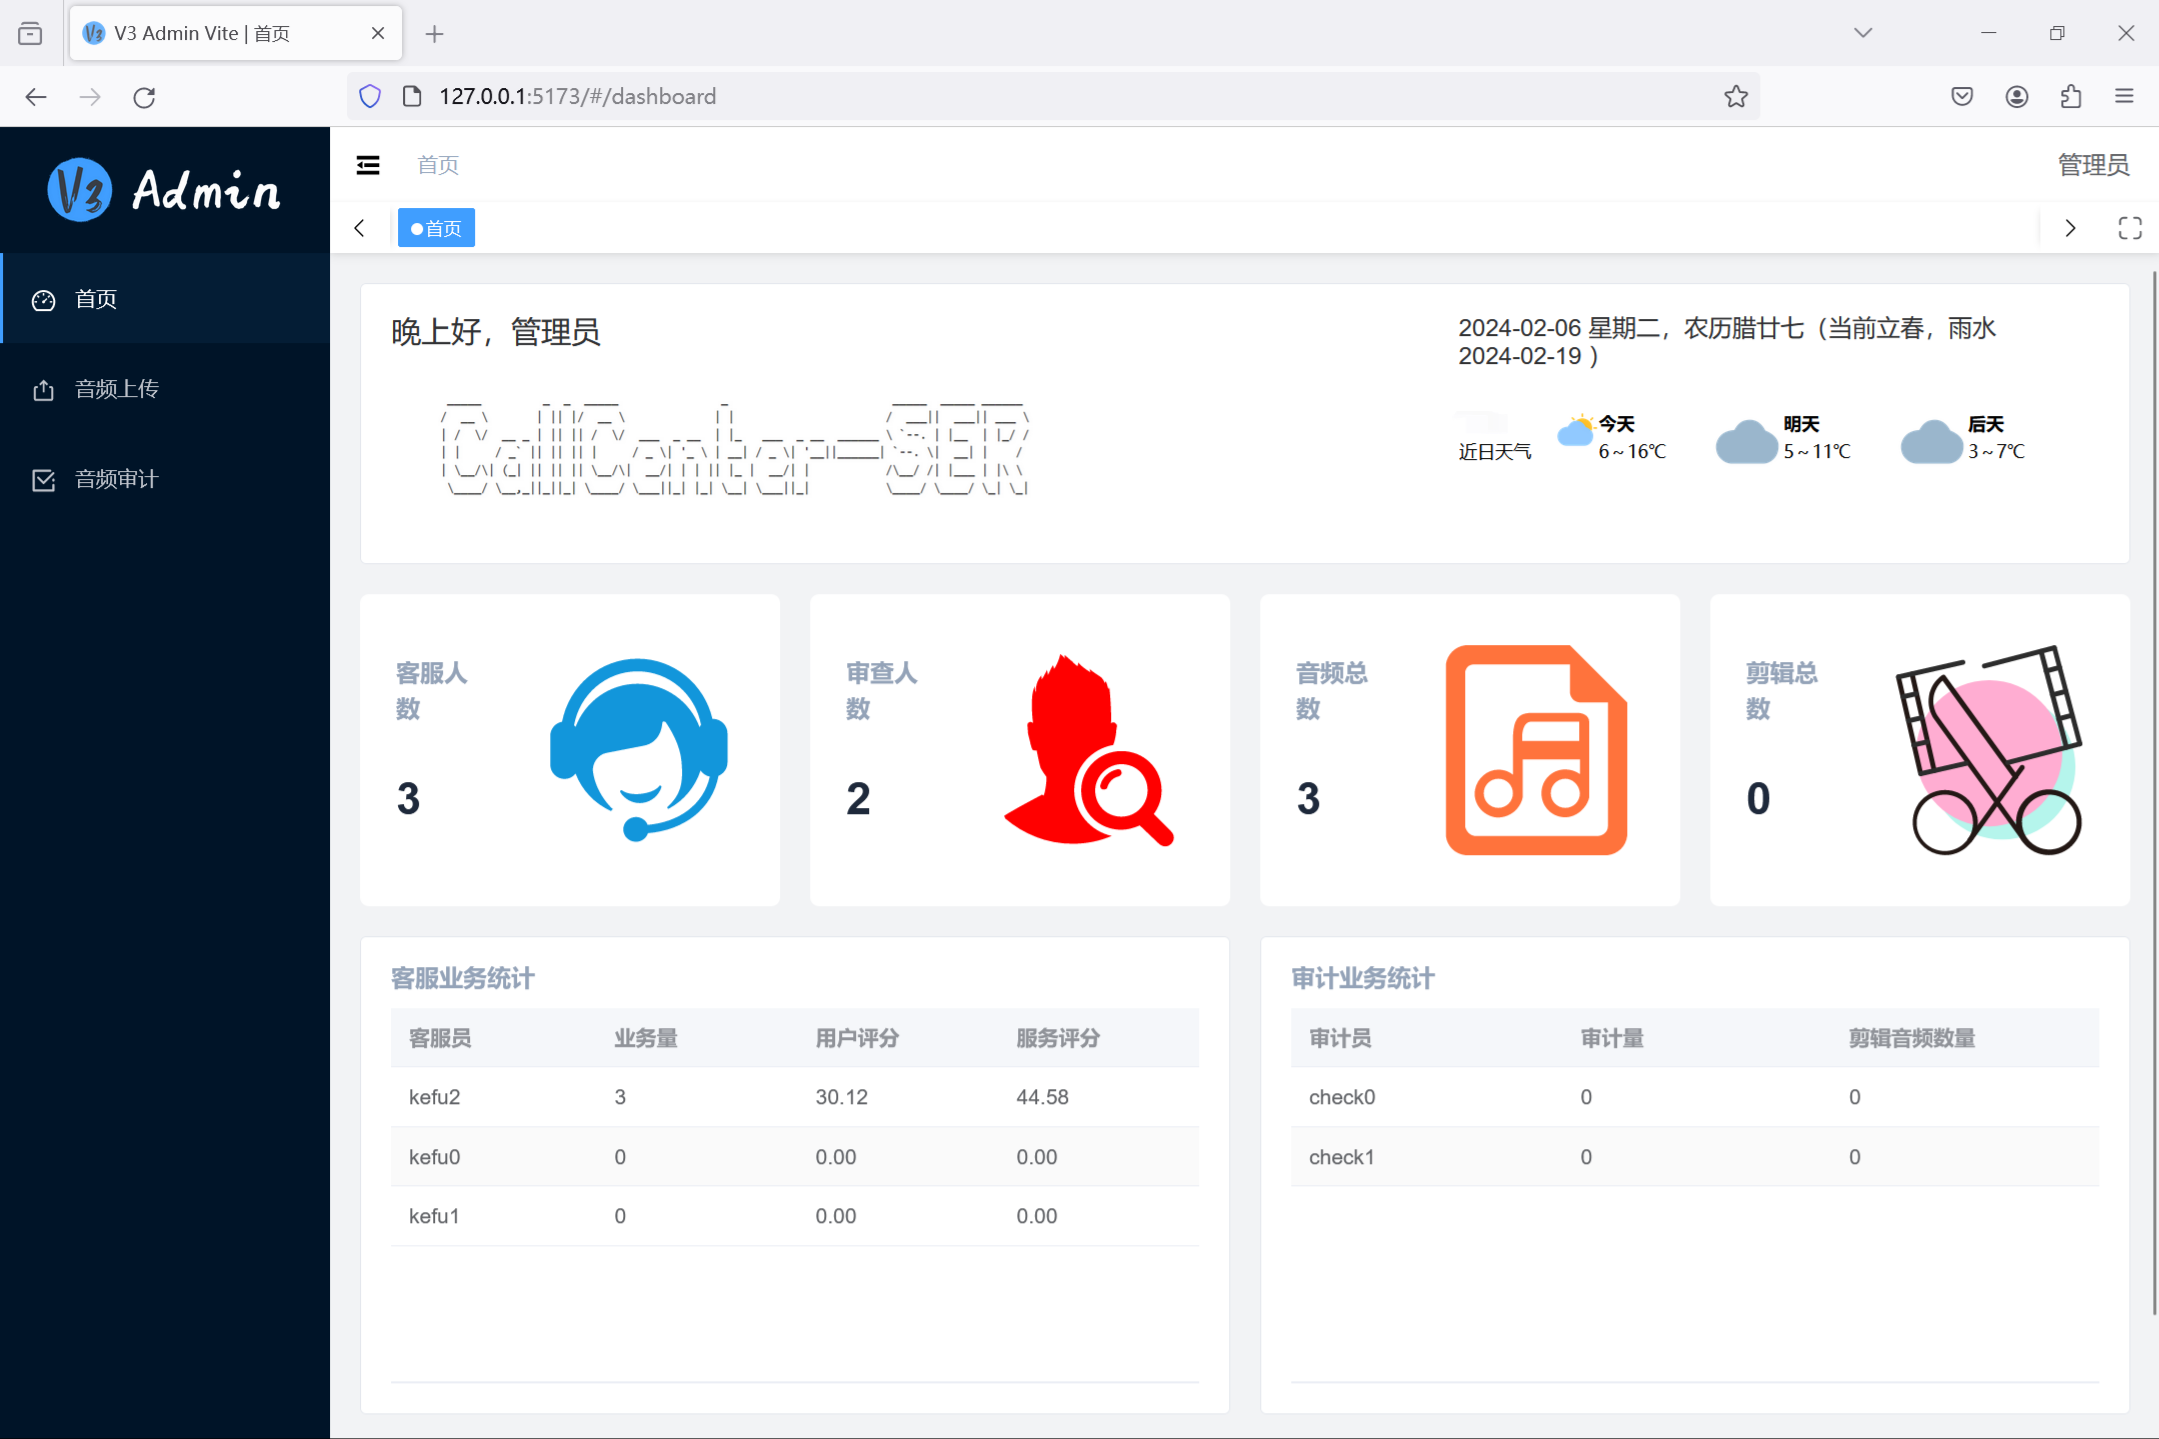 V3 Admin Vite | 首页
127.0.0.1:5173/#/dashboard
V3 Admin
首页
管理员
首页
首页
音频上传
音频审计
晚上好，管理员
2024-02-06 星期二，农历腊廿七（当前立春，雨水
2024-02-19 ）
CallCenter-SER
近日天气
今天
6～16℃
明天
5～11℃
后天
3～7℃
客服人
数
3
审查人
数
2
音频总
数
3
剪辑总
数
0
客服业务统计
客服员 业务量 用户评分 服务评分
kefu2 3 30.12 44.58
kefu0 0 0.00 0.00
kefu1 0 0.00 0.00
审计业务统计
审计员 审计量 剪辑音频数量
check0 0 0
check1 0 0